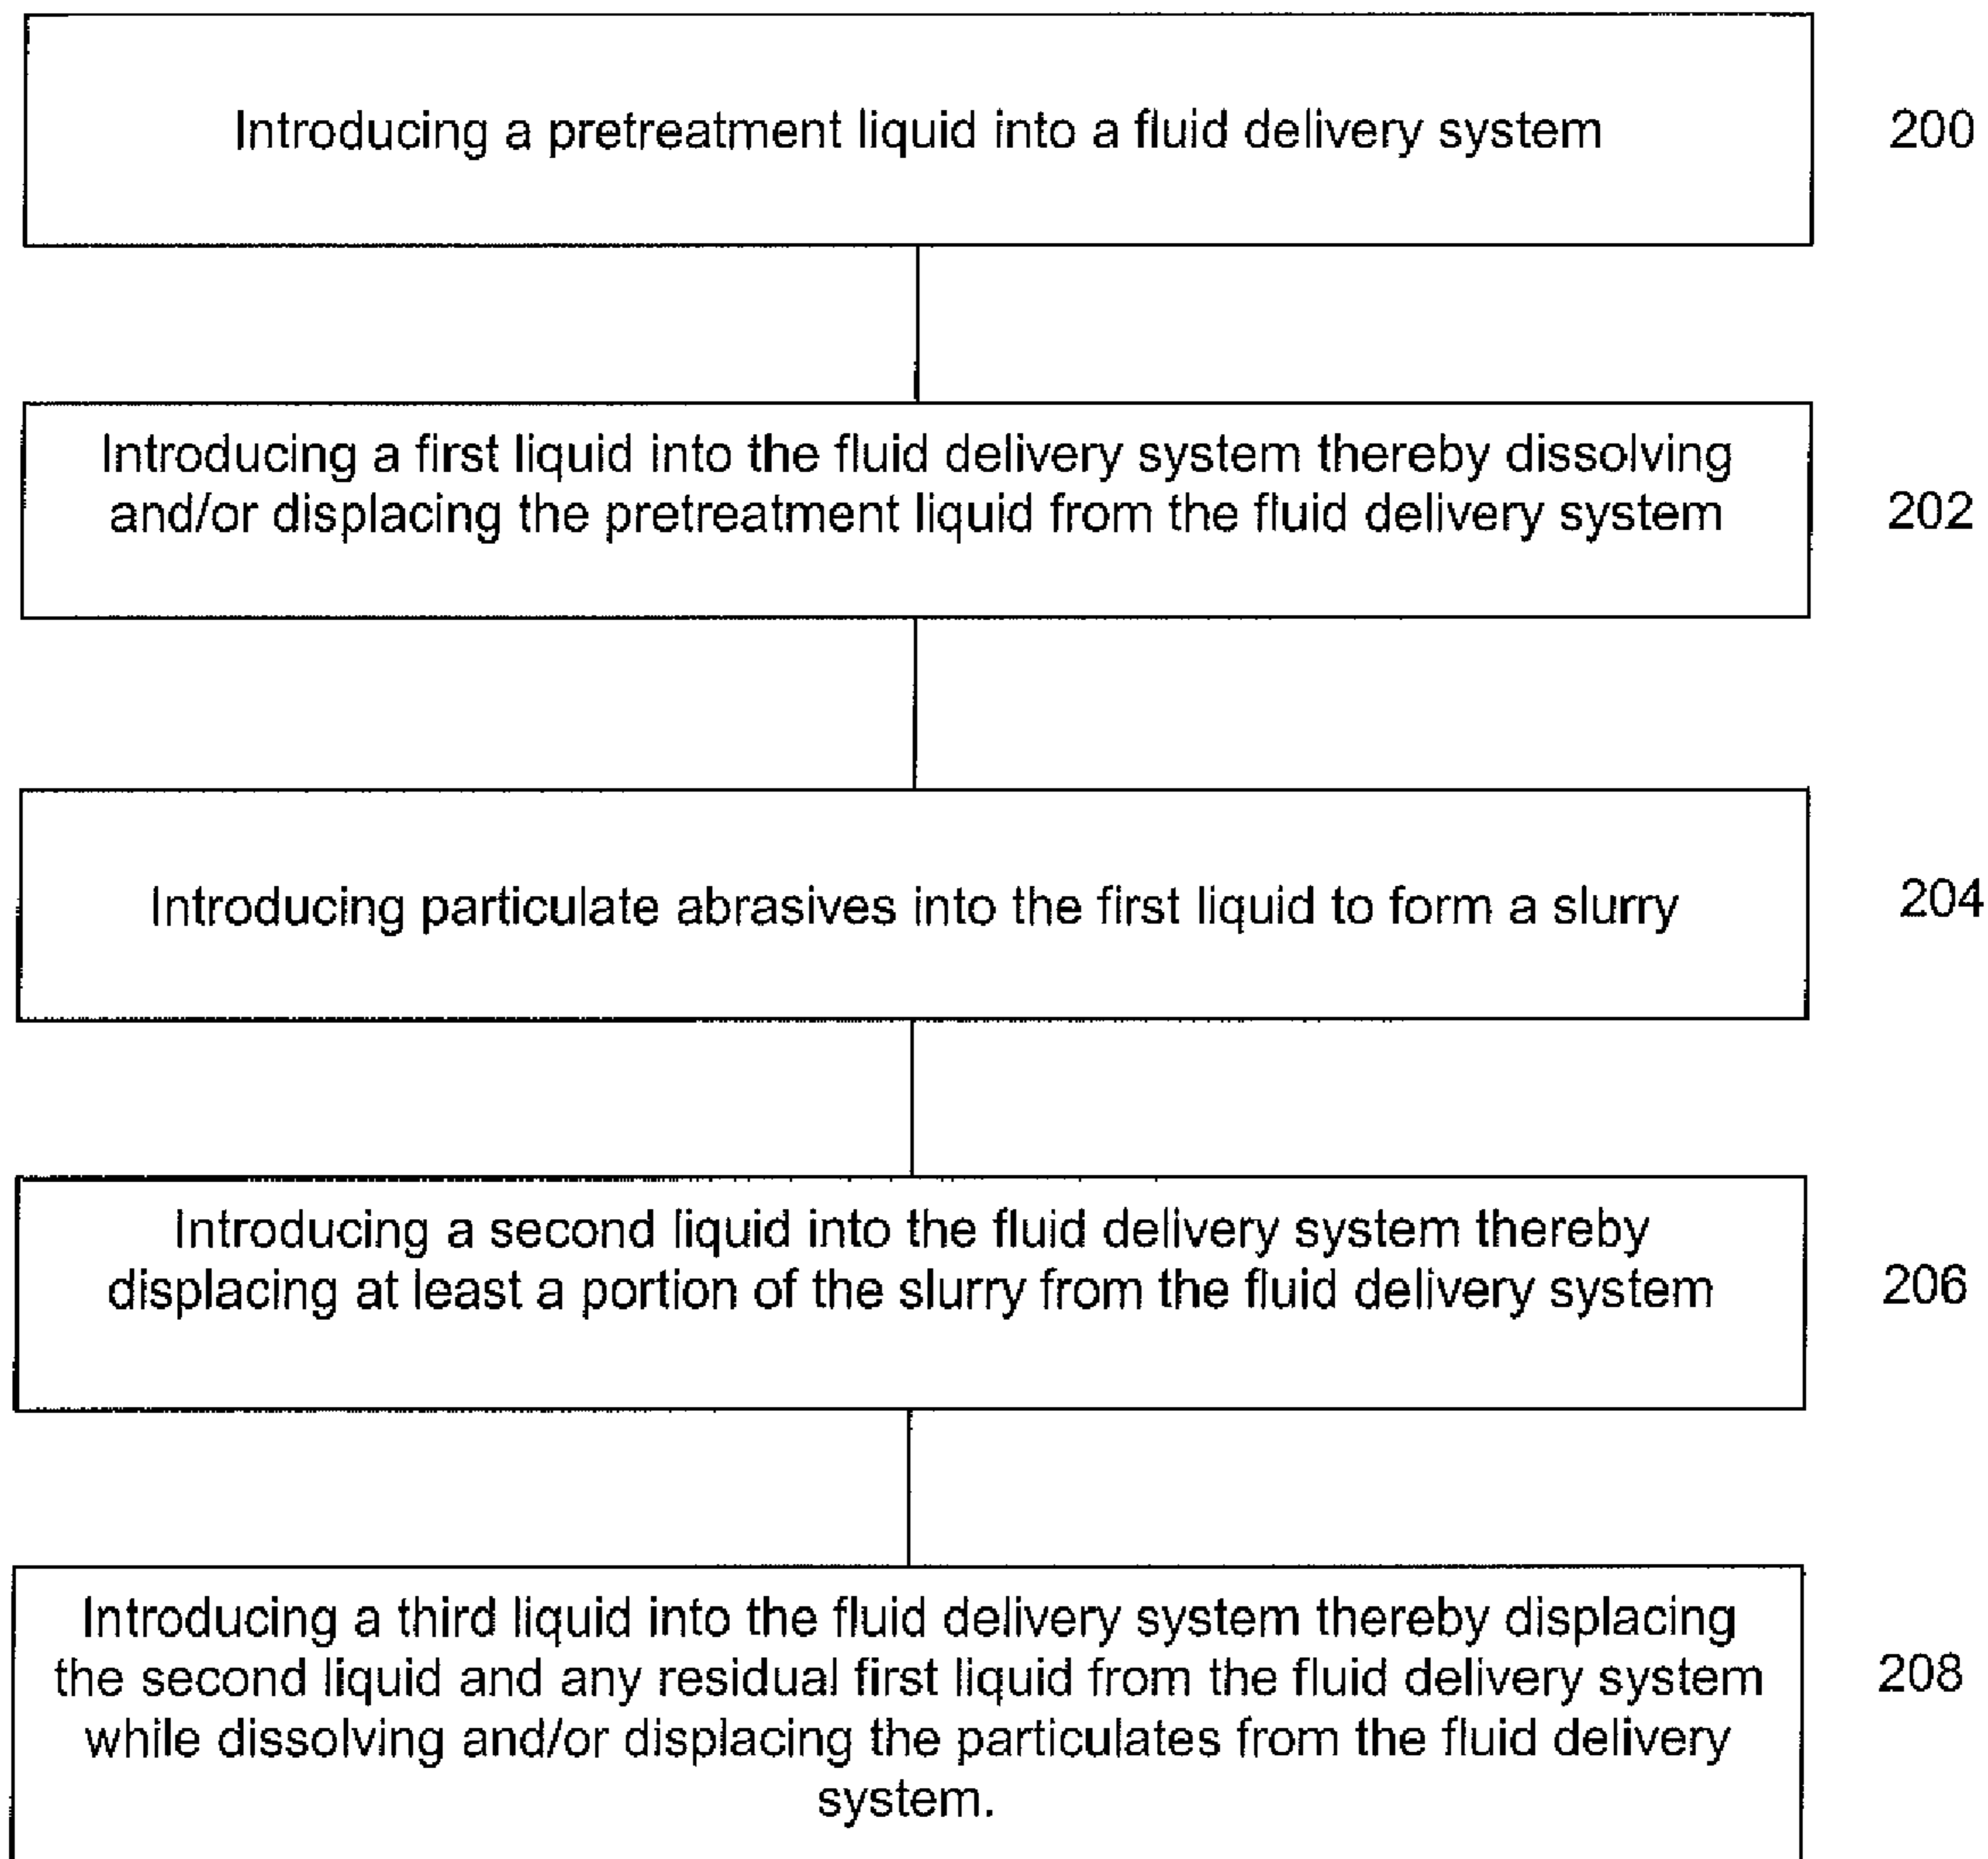 Introducing a pretreatment liquid into a fluid delivery system
200
Introducing a first liquid into the fluid delivery system thereby dissolving
and/or displacing the pretreatment liquid from the fluid delivery system
202
Introducing particulate abrasives into the first liquid to form a slurry
204
Introducing a second liquid into the fluid delivery system thereby
displacing at least a portion of the slurry from the fluid delivery system
206
Introducing a third liquid into the fluid delivery system thereby displacing
the second liquid and any residual first liquid from the fluid delivery system
while dissolving and/or displacing the particulates from the fluid delivery
system.
208